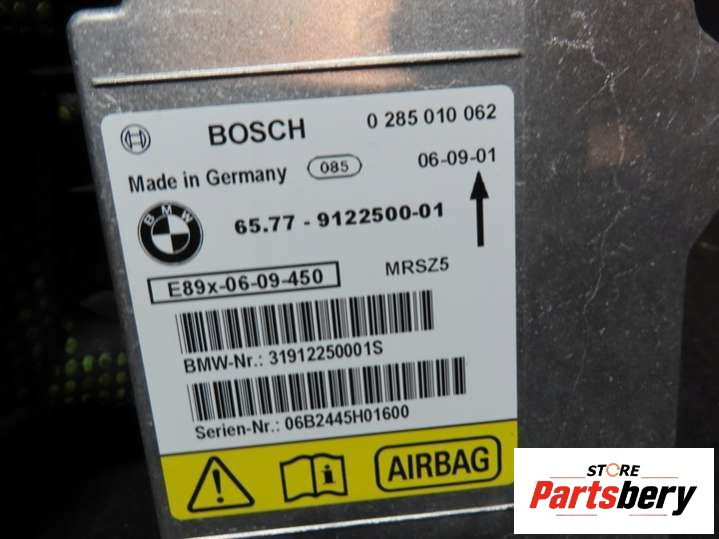 BOSCH 0 285 010 062
Made in Germany 085 06-09-01
BMW 65.77 - 9122500-01
E89x-06-09-450 MRSZ5
BMW-Nr.: 31912250001S
Serien-Nr.: 06B2445H01600
AIRBAG
STORE
Partsbery